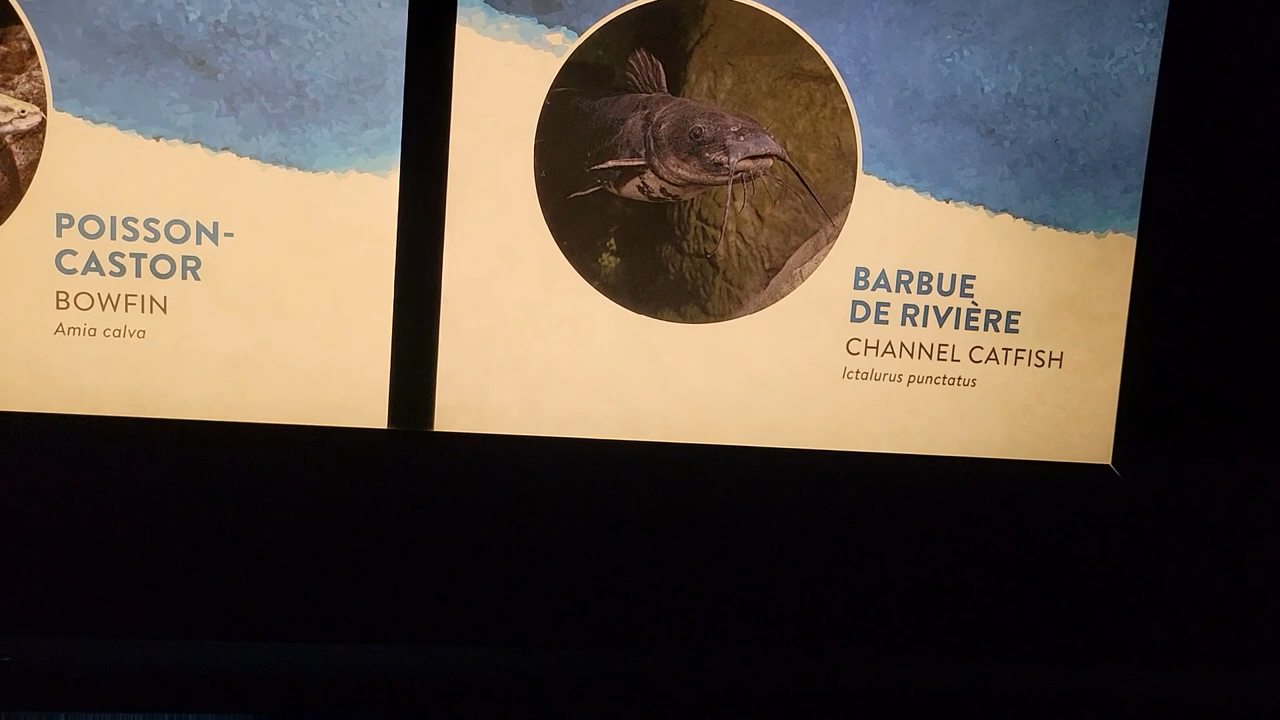 POISSON-
CASTOR
BOWFIN
Amia calva
BARBUE
DE RIVIÈRE
CHANNEL CATFISH
Ictalurus punctatus